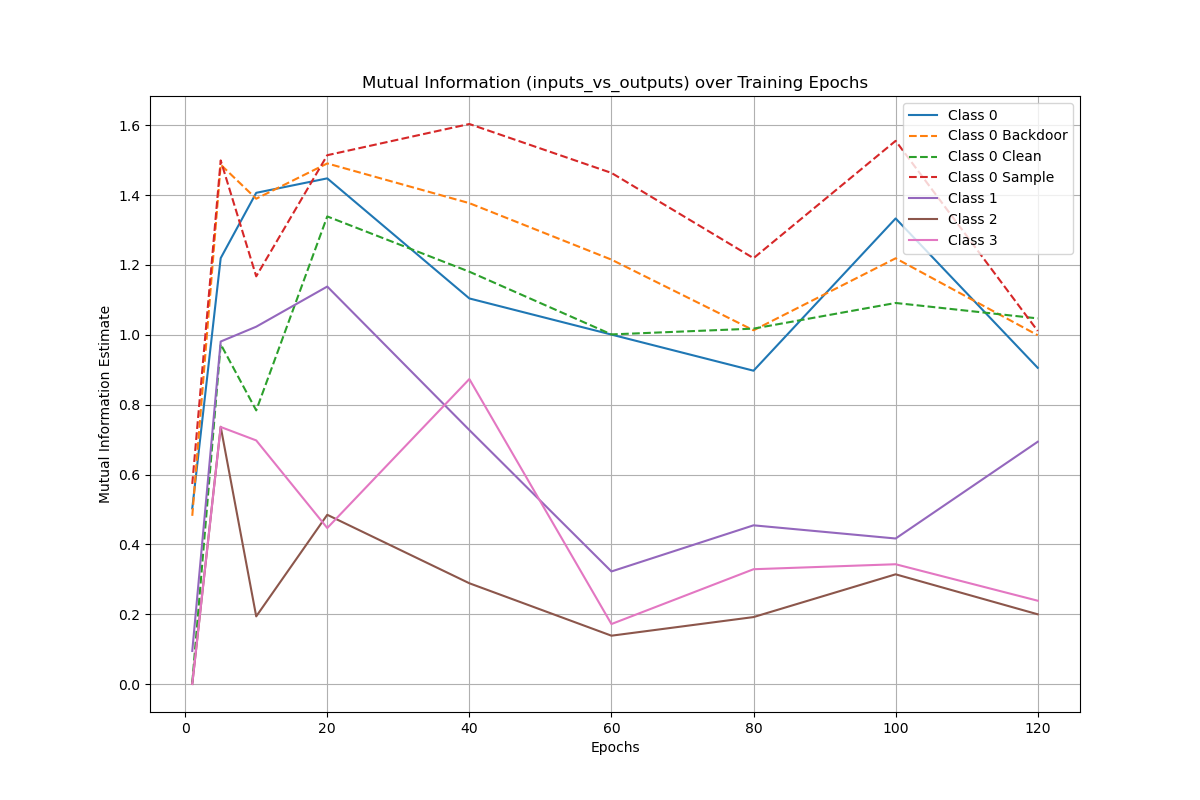 Mutual Information (inputs_vs_outputs) over Training Epochs
Mutual Information Estimate
1.6
1.4
1.2
1.0
0.8
0.6
0.4
0.2
0.0
Class 0
Class 0 Backdoor
Class 0 Clean
Class 0 Sample
Class 1
Class 2
Class 3
0 20 40 60 80 100 120
Epochs